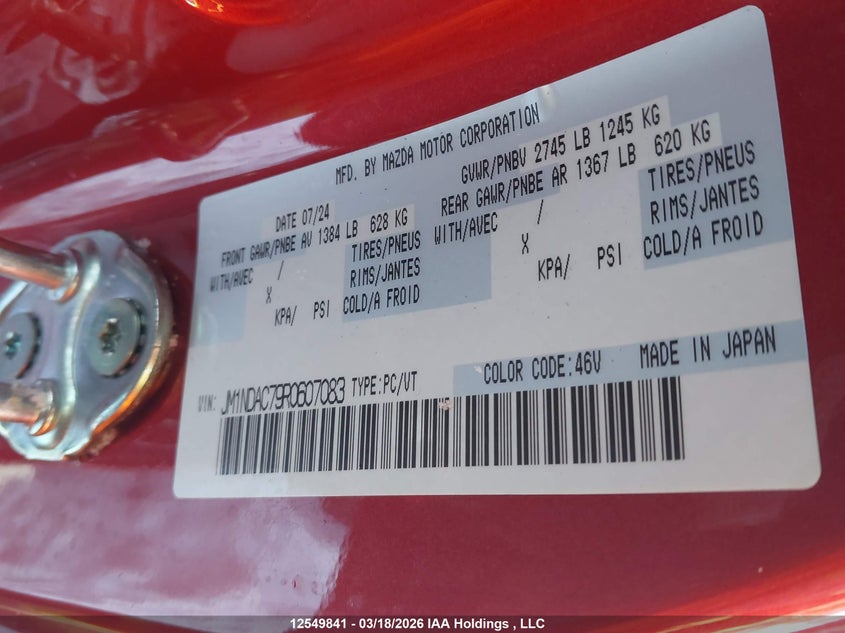 MFD. BY MAZDA MOTOR CORPORATION
DATE 07/24
GVWR/PNBV 2745 LB 1245 KG
FRONT GAWR/PNBE AV 1384 LB 628 KG
REAR GAWR/PNBE AR 1367 LB 620 KG
WITH/AVEC / TIRES/PNEUS
WITH/AVEC / TIRES/PNEUS
X RIMS/JANTES
X RIMS/JANTES
KPA/ PSI COLD/A FROID
KPA/ PSI COLD/A FROID
VIN: JM1NDAC79R0607083 TYPE:PC/VT
COLOR CODE:46V MADE IN JAPAN
12549841 - 03/18/2026 IAA Holdings , LLC